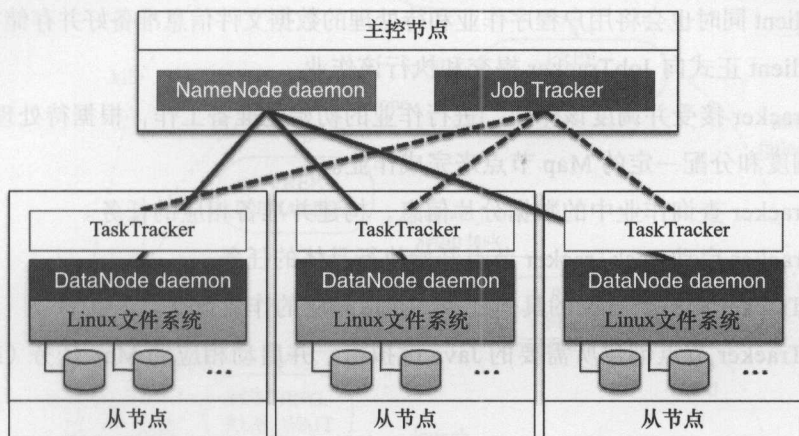 主控节点
NameNode daemon
Job Tracker
TaskTracker
DataNode daemon
Linux文件系统
...
从节点
TaskTracker
DataNode daemon
Linux文件系统
...
从节点
TaskTracker
DataNode daemon
Linux文件系统
...
从节点